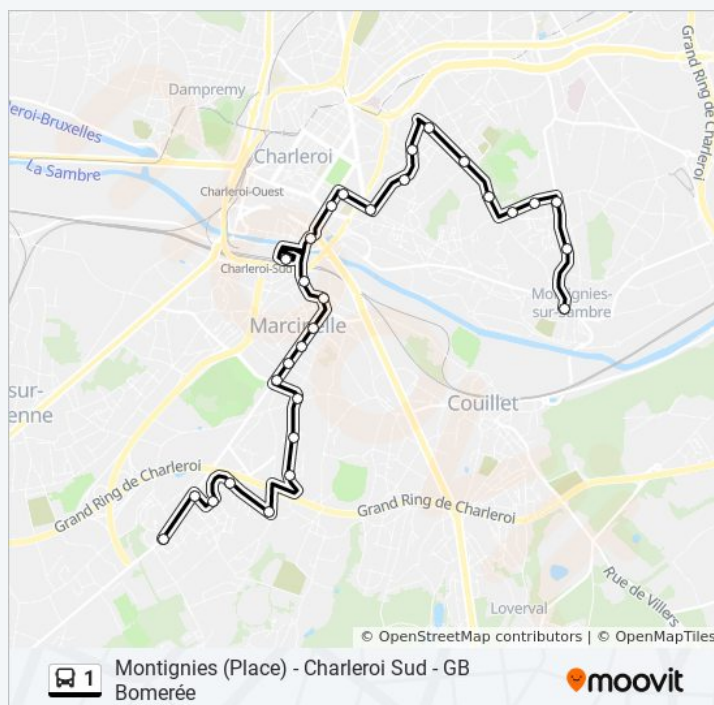 Dampremy
leroi-Bruxelles
Charleroi
La Sambre
Charleroi-Ouest
Grand Ring de Charleroi
Charleroi-Sud
Montignies-
sur-Sambre
Marcinelle
sur-
enne
Couillet
Grand Ring de Charleroi
Grand Ring de Charleroi
Rue de Villers
Loverval
© OpenStreetMap contributors | © OpenMapTiles
1
Montignies (Place) - Charleroi Sud - GB
Bomerée
moovit